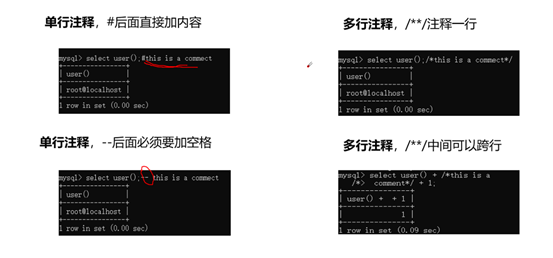 单行注释，#后面直接加内容
mysql> select user();#this is a commect
+----------------+
| user()         |
+----------------+
| root@localhost |
+----------------+
1 row in set (0.00 sec)
多行注释，/**/注释一行
mysql> select user();/*this is a commect*/
+----------------+
| user()         |
+----------------+
| root@localhost |
+----------------+
1 row in set (0.00 sec)
单行注释，--后面必须要加空格
mysql> select user();-- this is a commect
+----------------+
| user()         |
+----------------+
| root@localhost |
+----------------+
1 row in set (0.00 sec)
多行注释，/**/中间可以跨行
mysql> select user() + /*this is a
/*>  comment*/ + 1;
+--------------+
| user() +  + 1 |
+--------------+
|            1 |
+--------------+
1 row in set (0.09 sec)